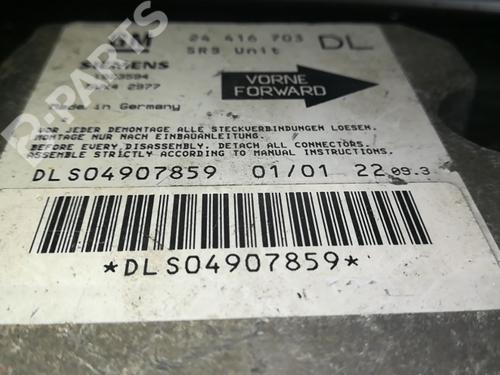 GM 24 416 703 DL
SRS Unit
SIEMENS
VORNE
FORWARD
Made in Germany
VOR JEDER DEMONTAGE ALLE STECKVERBINDUNGEN LOESEN.
MONTAGE NUR NACH EINBAUANLEITUNG.
BEFORE EVERY DISASSEMBLY, DETACH ALL CONNECTORS.
ASSEMBLE STRICTLY ACCORDING TO MANUAL INSTRUCTIONS.
DLS04907859 01/01 22 09.3
*DLS04907859*